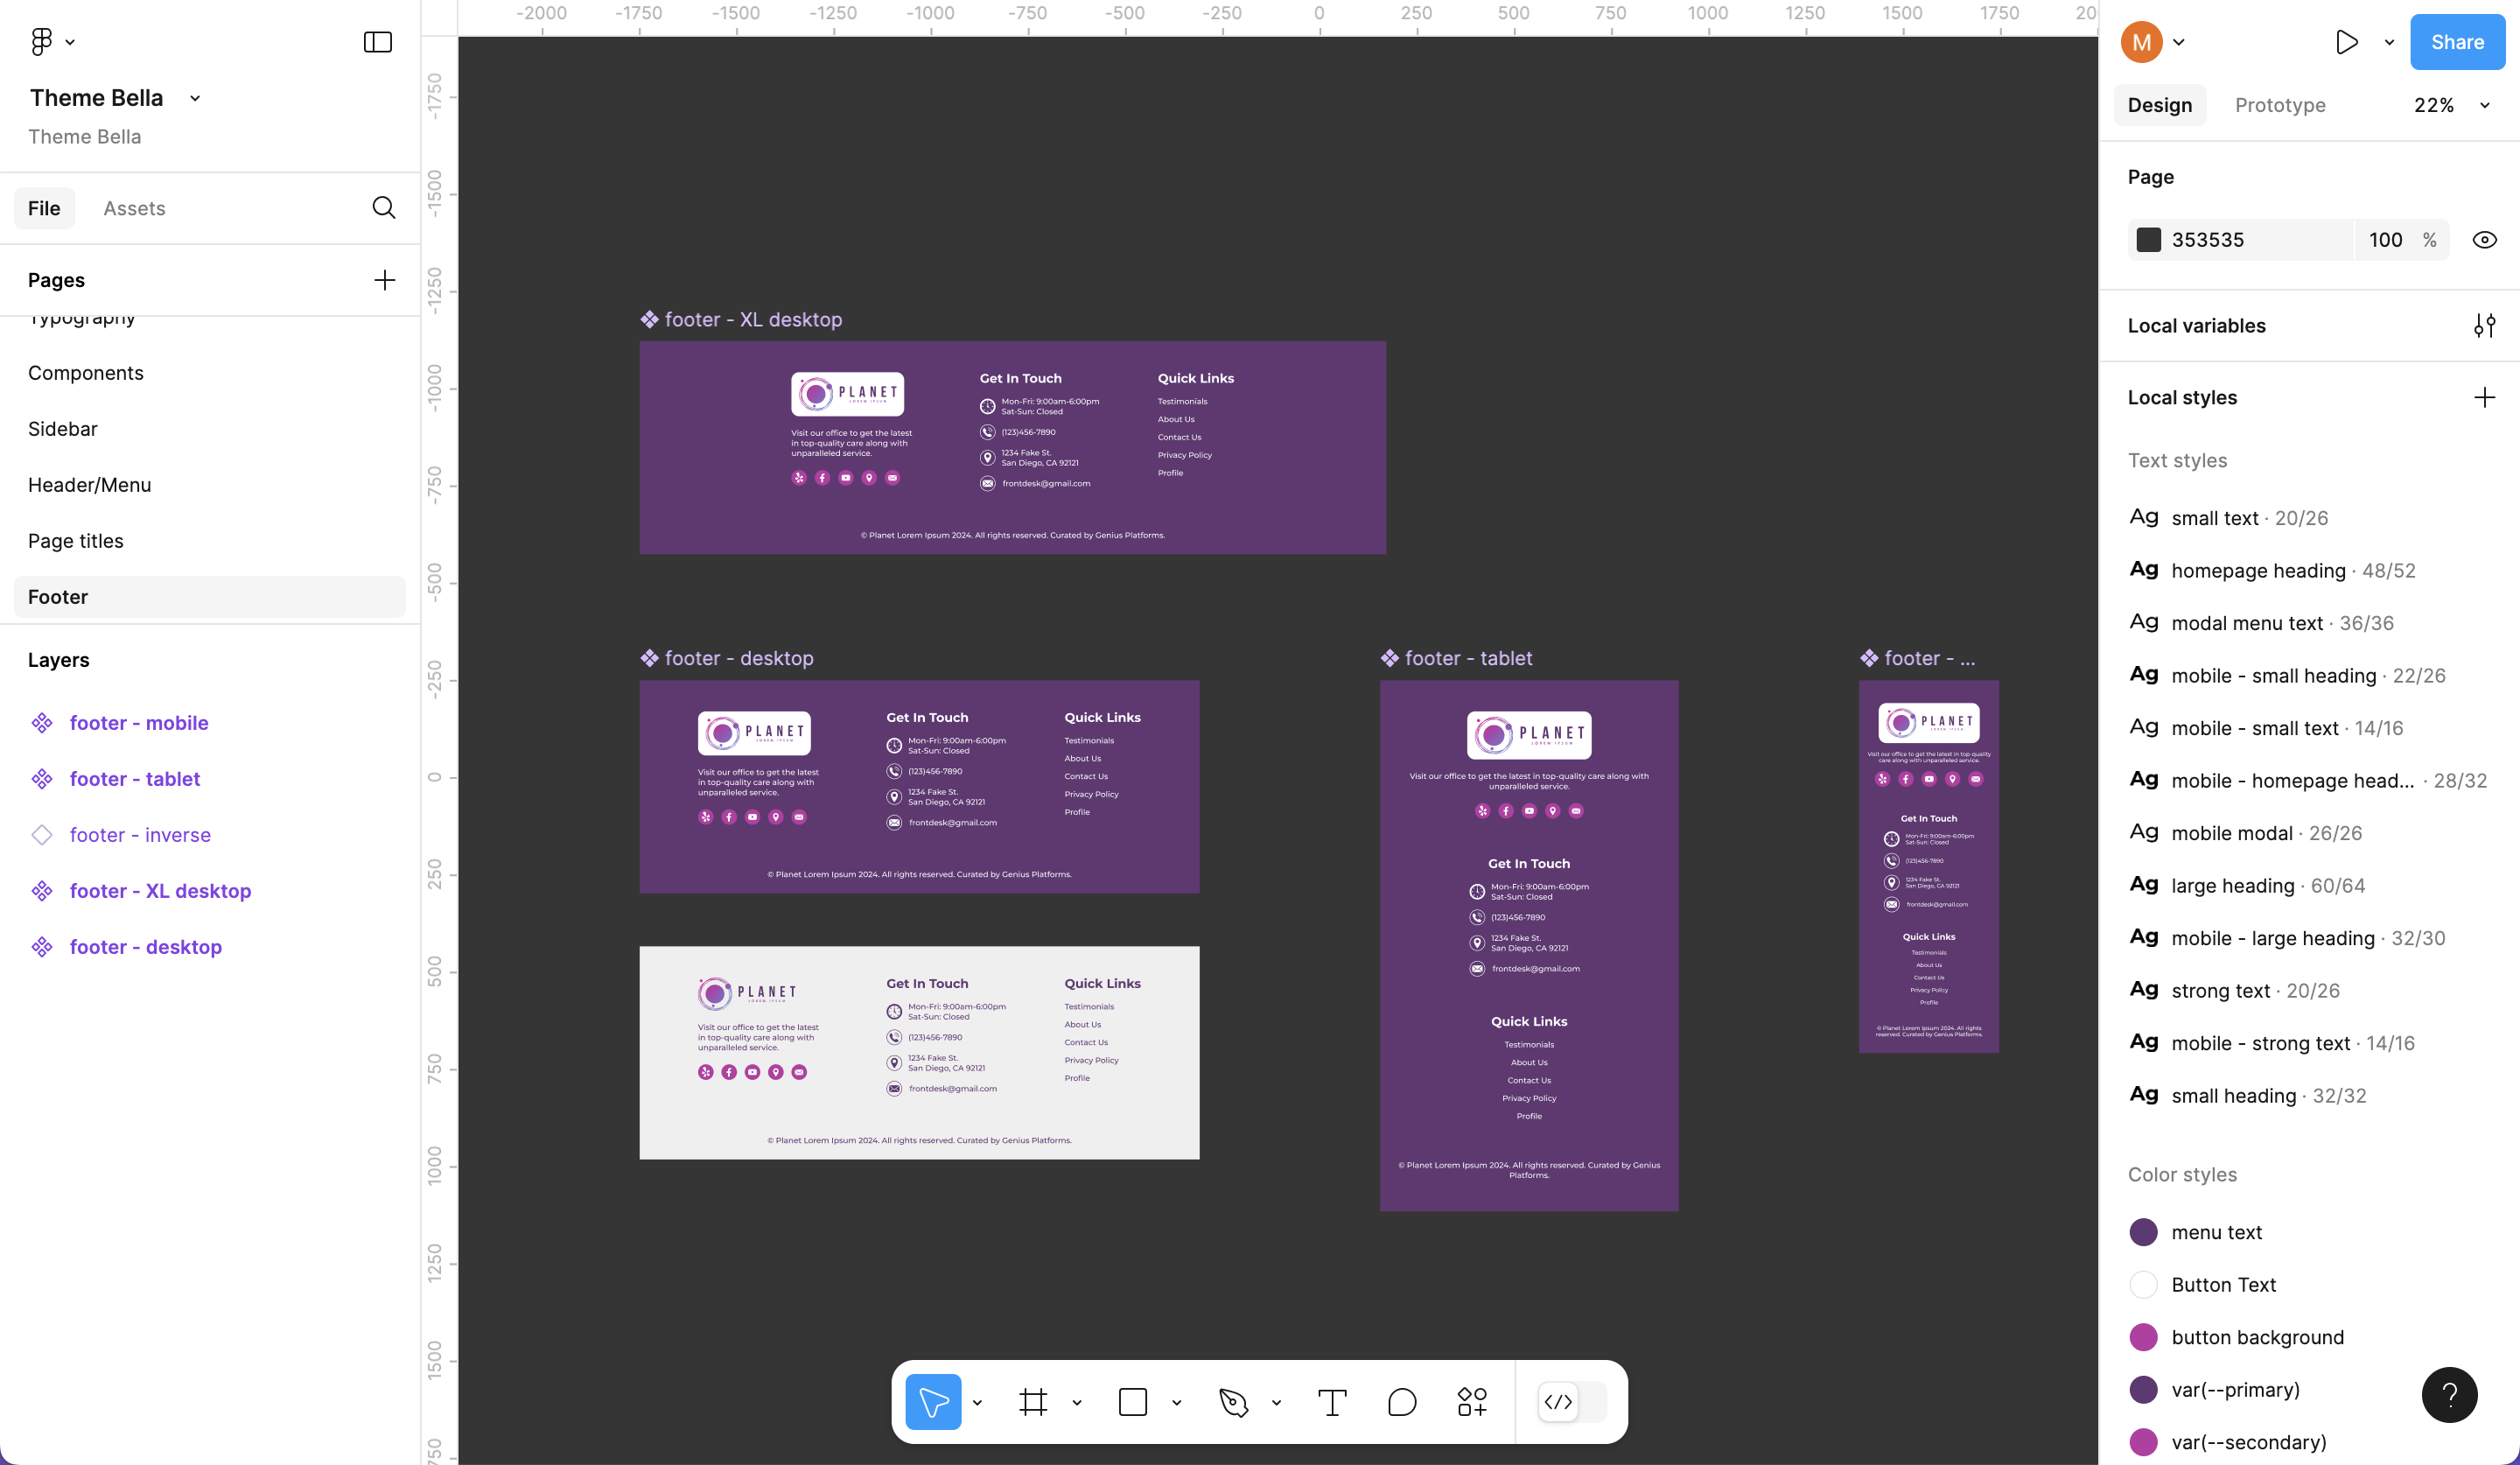 Theme Bella
Theme Bella
File
Assets
Pages
Typography
Components
Sidebar
Header/Menu
Page titles
Footer
Layers
footer - mobile
footer - tablet
footer - inverse
footer - XL desktop
footer - desktop
-2000 -1750 -1500 -1250 -1000 -750 -500 -250 0 250 500 750 1000 1250 1500 1750 20
-1750
-1500
-1250
-1000
-750
-500
-250
0
250
500
750
1000
1250
1500
750
footer - XL desktop
PLANET
LOREM IPSUM
Visit our office to get the latest
in top-quality care along with
unparalleled service.
Get In Touch
Mon-Fri: 9:00am-6:00pm
Sat-Sun: Closed
(123)456-7890
1234 Fake St.
San Diego, CA 92121
frontdesk@gmail.com
Quick Links
Testimonials
About Us
Contact Us
Privacy Policy
Profile
© Planet Lorem Ipsum 2024. All rights reserved. Curated by Genius Platforms.
footer - desktop
PLANET
LOREM IPSUM
Visit our office to get the latest
in top-quality care along with
unparalleled service.
Get In Touch
Mon-Fri: 9:00am-6:00pm
Sat-Sun: Closed
(123)456-7890
1234 Fake St.
San Diego, CA 92121
frontdesk@gmail.com
Quick Links
Testimonials
About Us
Contact Us
Privacy Policy
Profile
© Planet Lorem Ipsum 2024. All rights reserved. Curated by Genius Platforms.
PLANET
LOREM IPSUM
Visit our office to get the latest
in top-quality care along with
unparalleled service.
Get In Touch
Mon-Fri: 9:00am-6:00pm
Sat-Sun: Closed
(123)456-7890
1234 Fake St.
San Diego, CA 92121
frontdesk@gmail.com
Quick Links
Testimonials
About Us
Contact Us
Privacy Policy
Profile
© Planet Lorem Ipsum 2024. All rights reserved. Curated by Genius Platforms.
footer - tablet
PLANET
LOREM IPSUM
Visit our office to get the latest in top-quality care along with
unparalleled service.
Get In Touch
Mon-Fri: 9:00am-6:00pm
Sat-Sun: Closed
(123)456-7890
1234 Fake St.
San Diego, CA 92121
frontdesk@gmail.com
Quick Links
Testimonials
About Us
Contact Us
Privacy Policy
Profile
© Planet Lorem Ipsum 2024. All rights reserved. Curated by Genius
Platforms.
footer - ...
PLANET
LOREM IPSUM
Visit our office to get the latest in top-quality
care along with unparalleled service.
Get In Touch
Mon-Fri: 9:00am-6:00pm
Sat-Sun: Closed
(123)456-7890
1234 Fake St.
San Diego, CA 92121
frontdesk@gmail.com
Quick Links
Testimonials
About Us
Contact Us
Privacy Policy
Profile
© Planet Lorem Ipsum 2024. All rights
reserved. Curated by Genius Platforms.
M
Share
Design
Prototype
22%
Page
353535
100 %
Local variables
Local styles
Text styles
Ag small text · 20/26
Ag homepage heading · 48/52
Ag modal menu text · 36/36
Ag mobile - small heading · 22/26
Ag mobile - small text · 14/16
Ag mobile - homepage head... · 28/32
Ag mobile modal · 26/26
Ag large heading · 60/64
Ag mobile - large heading · 32/30
Ag strong text · 20/26
Ag mobile - strong text · 14/16
Ag small heading · 32/32
Color styles
menu text
Button Text
button background
var(--primary)
var(--secondary)
?